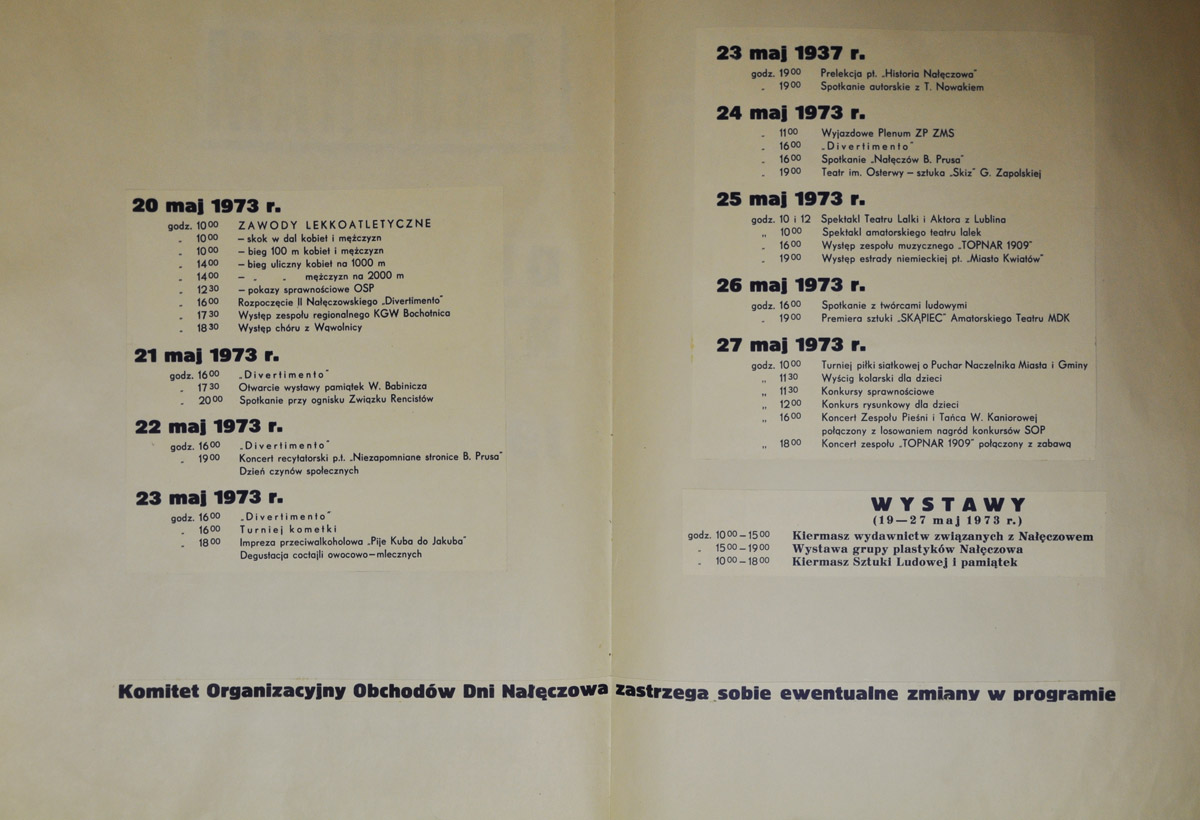 20 maj 1973 r.
godz. 10⁰⁰ ZAWODY LEKKOATLETYCZNE
„ 10⁰⁰ – skok w dal kobiet i mężczyzn
„ 10⁰⁰ – bieg 100 m kobiet i mężczyzn
„ 14⁰⁰ – bieg uliczny kobiet na 1000 m
„ 14⁰⁰ – „ „ mężczyzn na 2000 m
„ 12³⁰ – pokazy sprawnościowe OSP
„ 16⁰⁰ Rozpoczęcie II Nałęczowskiego „Divertimento"
„ 17³⁰ Występ zespołu regionalnego KGW Bochotnica
„ 18³⁰ Występ chóru z Wąwolnicy
21 maj 1973 r.
godz. 16⁰⁰ „Divertimento"
„ 17³⁰ Otwarcie wystawy pamiątek W. Babinicza
„ 20⁰⁰ Spotkanie przy ognisku Związku Rencistów
22 maj 1973 r.
godz. 16⁰⁰ „Divertimento"
„ 19⁰⁰ Koncert recytatorski p.t. „Niezapomniane stronice B. Prusa"
Dzień czynów społecznych
23 maj 1973 r.
godz. 16⁰⁰ „Divertimento"
„ 16⁰⁰ Turniej kometki
„ 18⁰⁰ Impreza przeciwalkoholowa „Pije Kuba do Jakuba"
Degustacja coctajli owocowo–mlecznych
23 maj 1937 r.
godz. 19⁰⁰ Prelekcja pt. „Historia Nałęczowa"
„ 19⁰⁰ Spotkanie autorskie z T. Nowakiem
24 maj 1973 r.
„ 11⁰⁰ Wyjazdowe Plenum ZP ZMS
„ 16⁰⁰ „Divertimento"
„ 16⁰⁰ Spotkanie „Nałęczów B. Prusa"
„ 19⁰⁰ Teatr im. Osterwy – sztuka „Skiz" G. Zapolskiej
25 maj 1973 r.
godz. 10 i 12 Spektakl Teatru Lalki i Aktora z Lublina
„ 10⁰⁰ Spektakl amatorskiego teatru lalek
„ 16⁰⁰ Występ zespołu muzycznego „TOPNAR 1909"
„ 19⁰⁰ Występ estrady niemieckiej pt. „Miasto Kwiatów"
26 maj 1973 r.
godz. 16⁰⁰ Spotkanie z twórcami ludowymi
„ 19⁰⁰ Premiera sztuki „SKĄPIEC" Amatorskiego Teatru MDK
27 maj 1973 r.
godz. 10⁰⁰ Turniej piłki siatkowej o Puchar Naczelnika Miasta i Gminy
„ 11³⁰ Wyścig kolarski dla dzieci
„ 11³⁰ Konkursy sprawnościowe
„ 12⁰⁰ Konkurs rysunkowy dla dzieci
„ 16⁰⁰ Koncert Zespołu Pieśni i Tańca W. Kaniorowej
połączony z losowaniem nagród konkursów SOP
„ 18⁰⁰ Koncert zespołu „TOPNAR 1909" połączony z zabawą
WYSTAWY
(19–27 maj 1973 r.)
godz. 10⁰⁰–15⁰⁰ Kiermasz wydawnictw związanych z Nałęczowem
„ 15⁰⁰–19⁰⁰ Wystawa grupy plastyków Nałęczowa
„ 10⁰⁰–18⁰⁰ Kiermasz Sztuki Ludowej i pamiątek
Komitet Organizacyjny Obchodów Dni Nałęczowa zastrzega sobie ewentualne zmiany w programie